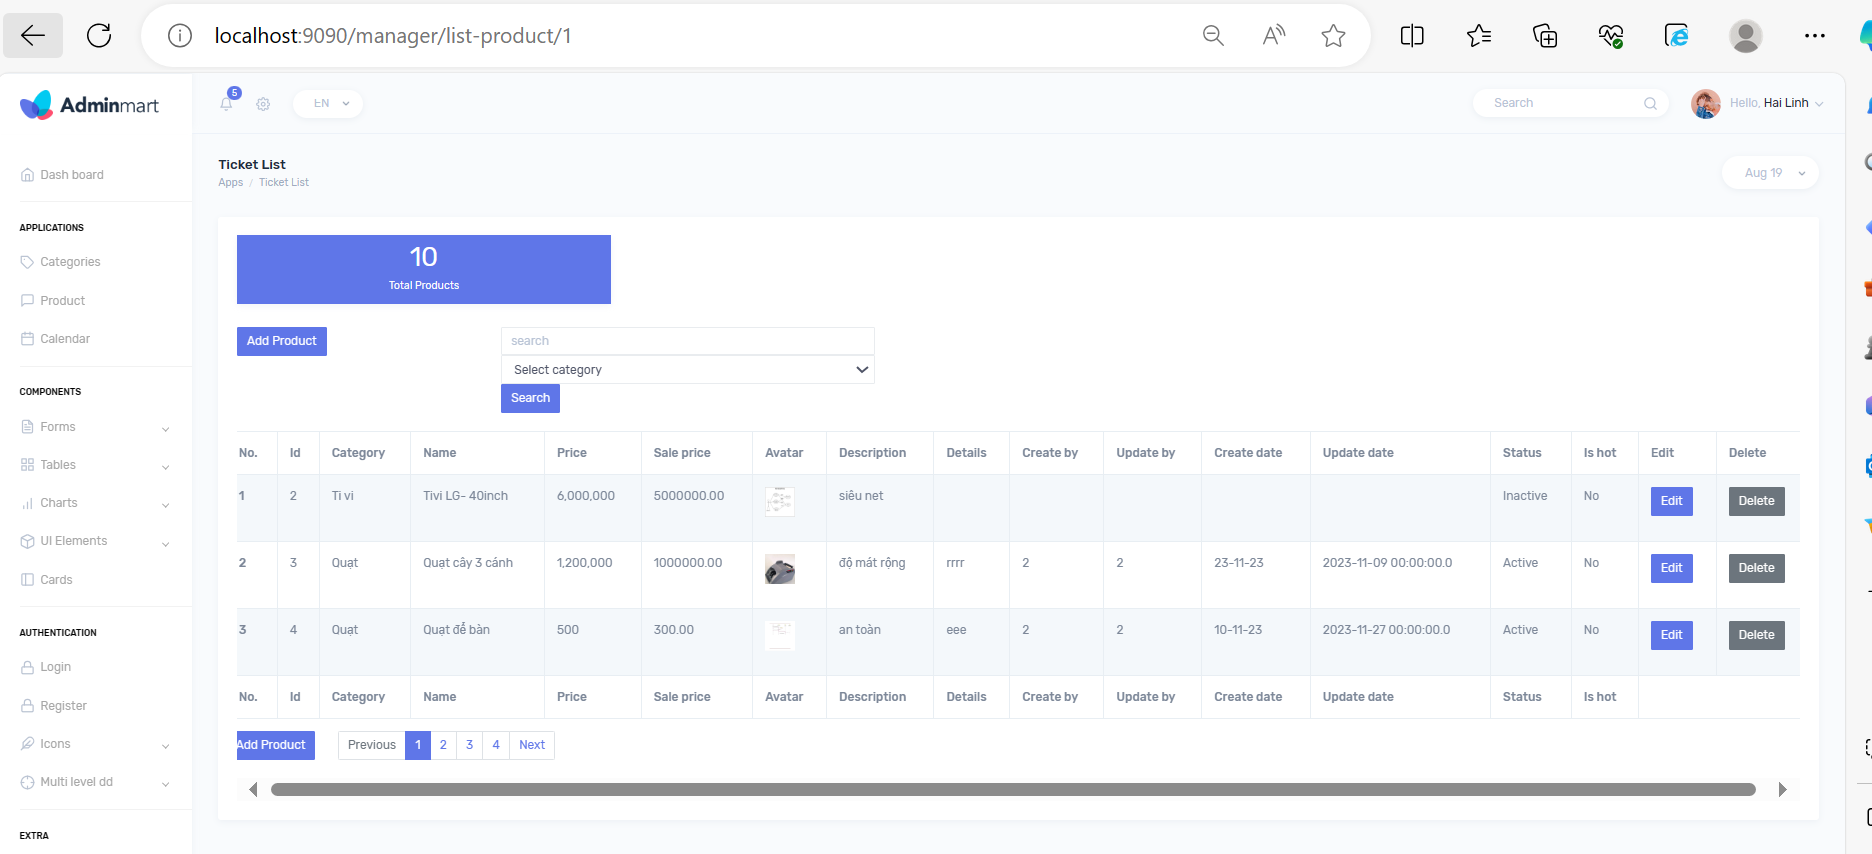 localhost:9090/manager/list-product/1
Adminmart
5
EN
Search
Hello, Hai Linh
Dash board
APPLICATIONS
Categories
Product
Calendar
COMPONENTS
Forms
Tables
Charts
UI Elements
Cards
AUTHENTICATION
Login
Register
Icons
Multi level dd
EXTRA
Ticket List
Apps / Ticket List
Aug 19
10
Total Products
Add Product
search
Select category
Search
No. Id Category Name Price Sale price Avatar Description Details Create by Update by Create date Update date Status Is hot Edit Delete
1 2 Ti vi Tivi LG- 40inch 6,000,000 5000000.00 siêu net Inactive No Edit Delete
2 3 Quạt Quạt cây 3 cánh 1,200,000 1000000.00 độ mát rộng rrrr 2 2 23-11-23 2023-11-09 00:00:00.0 Active No Edit Delete
3 4 Quạt Quạt để bàn 500 300.00 an toàn eee 2 2 10-11-23 2023-11-27 00:00:00.0 Active No Edit Delete
No. Id Category Name Price Sale price Avatar Description Details Create by Update by Create date Update date Status Is hot
Add Product Previous 1 2 3 4 Next